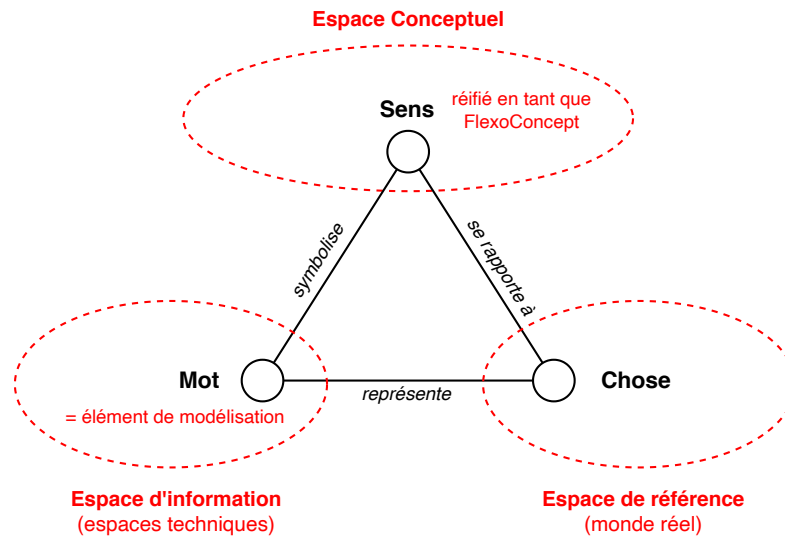 Espace Conceptuel
réifié en tant que
Sens
FlexoConcept
symbolise
se rapporte à
Mot
Chose
représente
= élément de modélisation
Espace d'information
(espaces techniques)
Espace de référence
(monde réel)